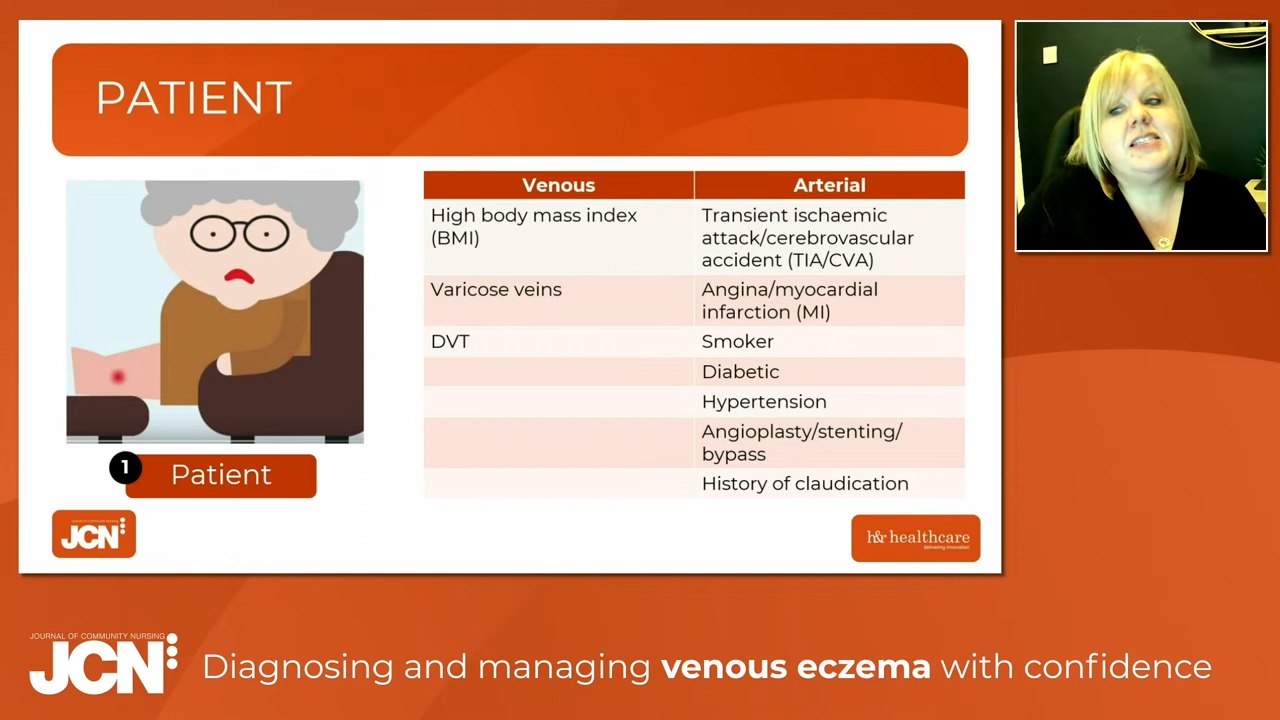 PATIENT
Venous
Arterial
High body mass index
(BMI)
Transient ischaemic
attack/cerebrovascular
accident (TIA/CVA)
Varicose veins
Angina/myocardial
infarction (MI)
DVT
Smoker
Diabetic
Hypertension
Angioplasty/stenting/
bypass
History of claudication
1
Patient
JCN
h&r healthcare
delivering innovation
JOURNAL OF COMMUNITY NURSING
JCN
Diagnosing and managing venous eczema with confidence